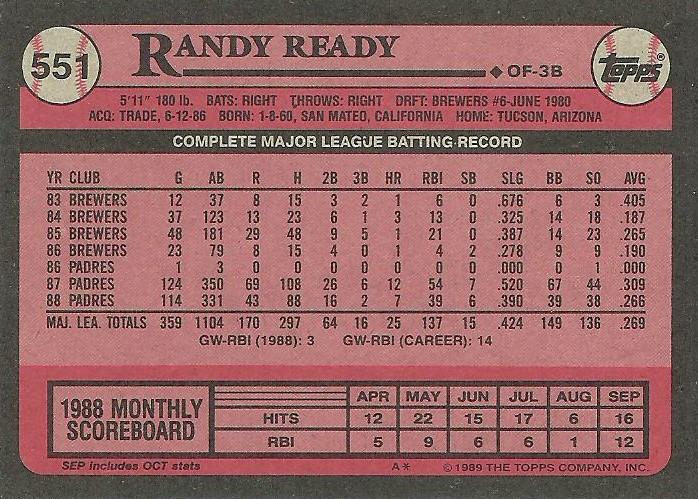 551 RANDY READY Topps®
◆ OF-3B
5'11" 180 lb. BATS: RIGHT THROWS: RIGHT DRFT: BREWERS #6-JUNE 1980
ACQ: TRADE, 6-12-86 BORN: 1-8-60, SAN MATEO, CALIFORNIA HOME: TUCSON, ARIZONA
COMPLETE MAJOR LEAGUE BATTING RECORD
YR CLUB G AB R H 2B 3B HR RBI SB SLG BB SO AVG
83 BREWERS 12 37 8 15 3 2 1 6 0 .676 6 3 .405
84 BREWERS 37 123 13 23 6 1 3 13 0 .325 14 18 .187
85 BREWERS 48 181 29 48 9 5 1 21 0 .387 14 23 .265
86 BREWERS 23 79 8 15 4 0 1 4 2 .278 9 9 .190
86 PADRES 1 3 0 0 0 0 0 0 0 .000 0 1 .000
87 PADRES 124 350 69 108 26 6 12 54 7 .520 67 44 .309
88 PADRES 114 331 43 88 16 2 7 39 6 .390 39 38 .266
MAJ. LEA. TOTALS 359 1104 170 297 64 16 25 137 15 .424 149 136 .269
GW-RBI (1988): 3 GW-RBI (CAREER): 14
1988 MONTHLY SCOREBOARD
APR MAY JUN JUL AUG SEP
HITS 12 22 15 17 6 16
RBI 5 9 6 6 1 12
SEP includes OCT stats A* ©1989 THE TOPPS COMPANY, INC.